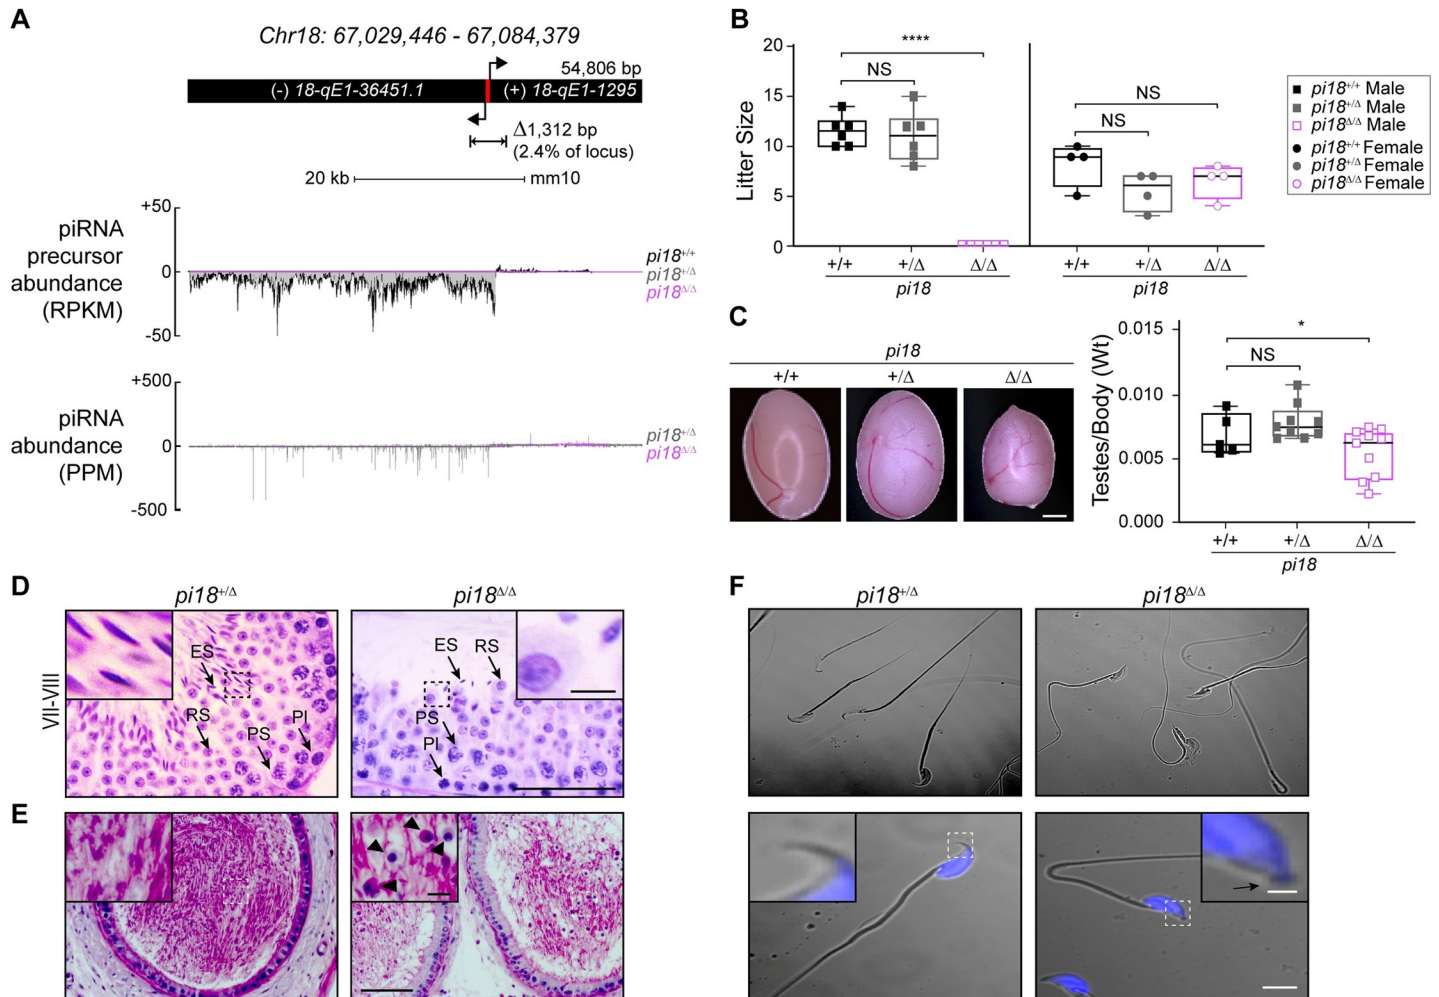 A
Chr18: 67,029,446 - 67,084,379
54,806 bp
(-) 18-qE1-36451.1
(+) 18-qE1-1295
Δ1,312 bp
(2.4% of locus)
20 kb
mm10
piRNA
precursor
abundance
(RPKM)
+50
0
-50
pi18+/+
pi18+/Δ
pi18Δ/Δ
piRNA
abundance
(PPM)
+500
0
-500
pi18+/Δ
pi18Δ/Δ
B
Litter Size
20
15
10
5
0
****
NS
NS
NS
+/+
+/Δ
Δ/Δ
pi18
+/+
+/Δ
Δ/Δ
pi18
pi18+/+ Male
pi18+/Δ Male
pi18Δ/Δ Male
pi18+/+ Female
pi18+/Δ Female
pi18Δ/Δ Female
C
pi18
+/+
+/Δ
Δ/Δ
Testes/Body (Wt)
0.015
0.010
0.005
0.000
*
NS
+/+
+/Δ
Δ/Δ
pi18
D
pi18+/Δ
pi18Δ/Δ
VII-VIII
ES
RS
PS
Pl
ES
RS
PS
Pl
E
F
pi18+/Δ
pi18Δ/Δ